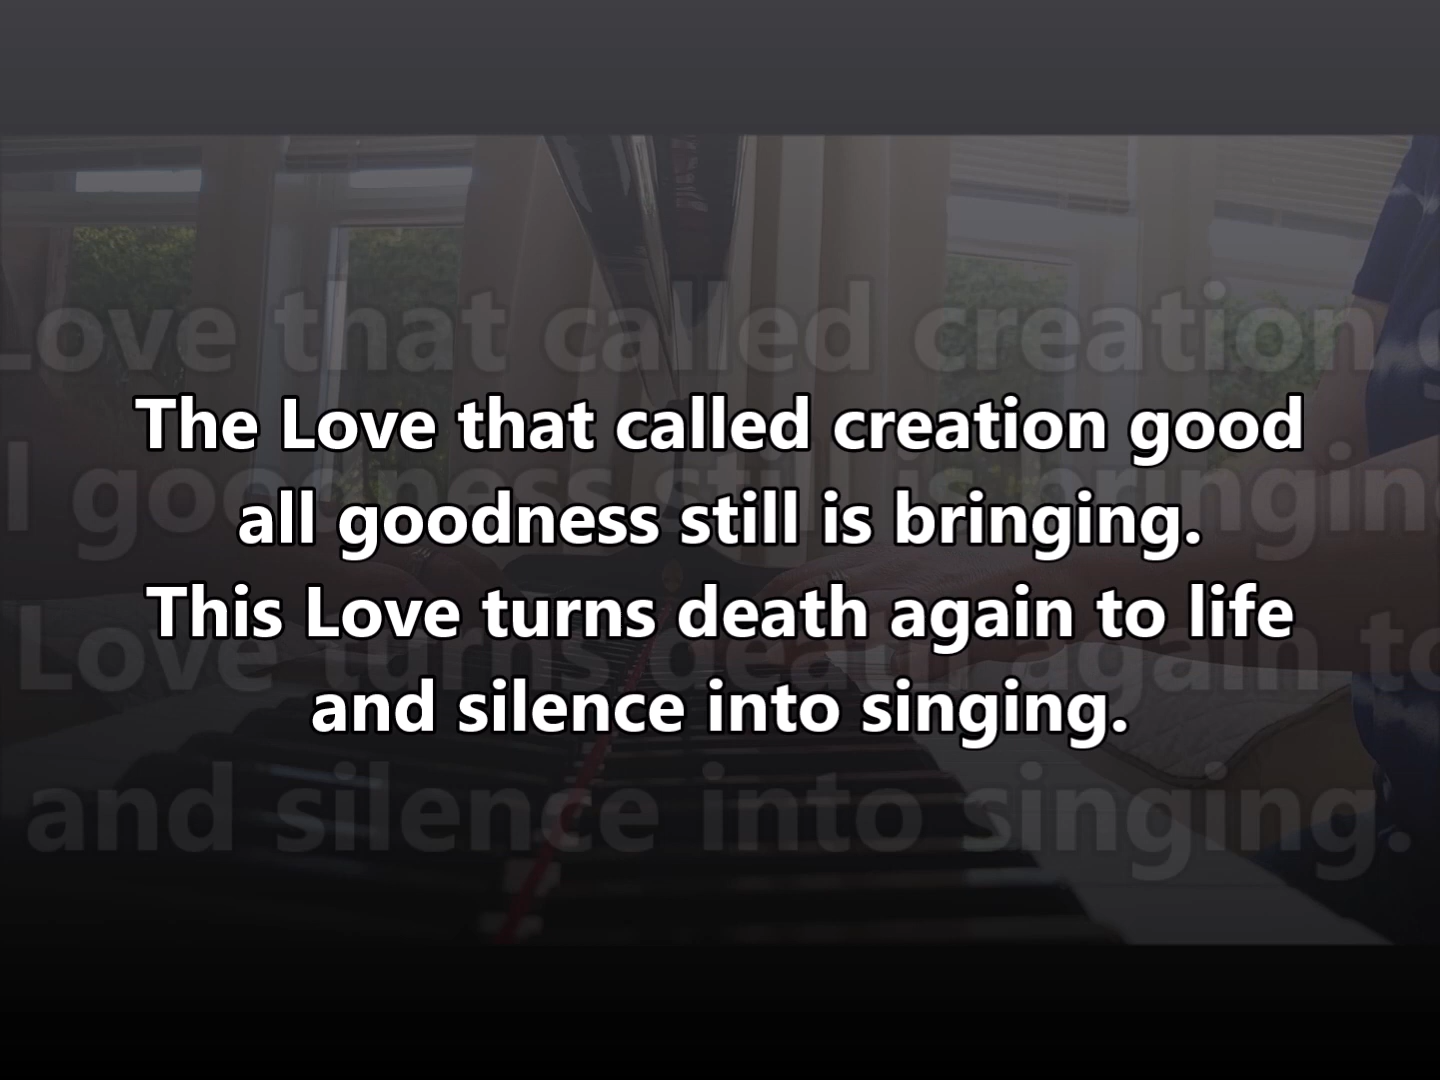 The Love that called creation good
all goodness still is bringing.
This Love turns death again to life
and silence into singing.